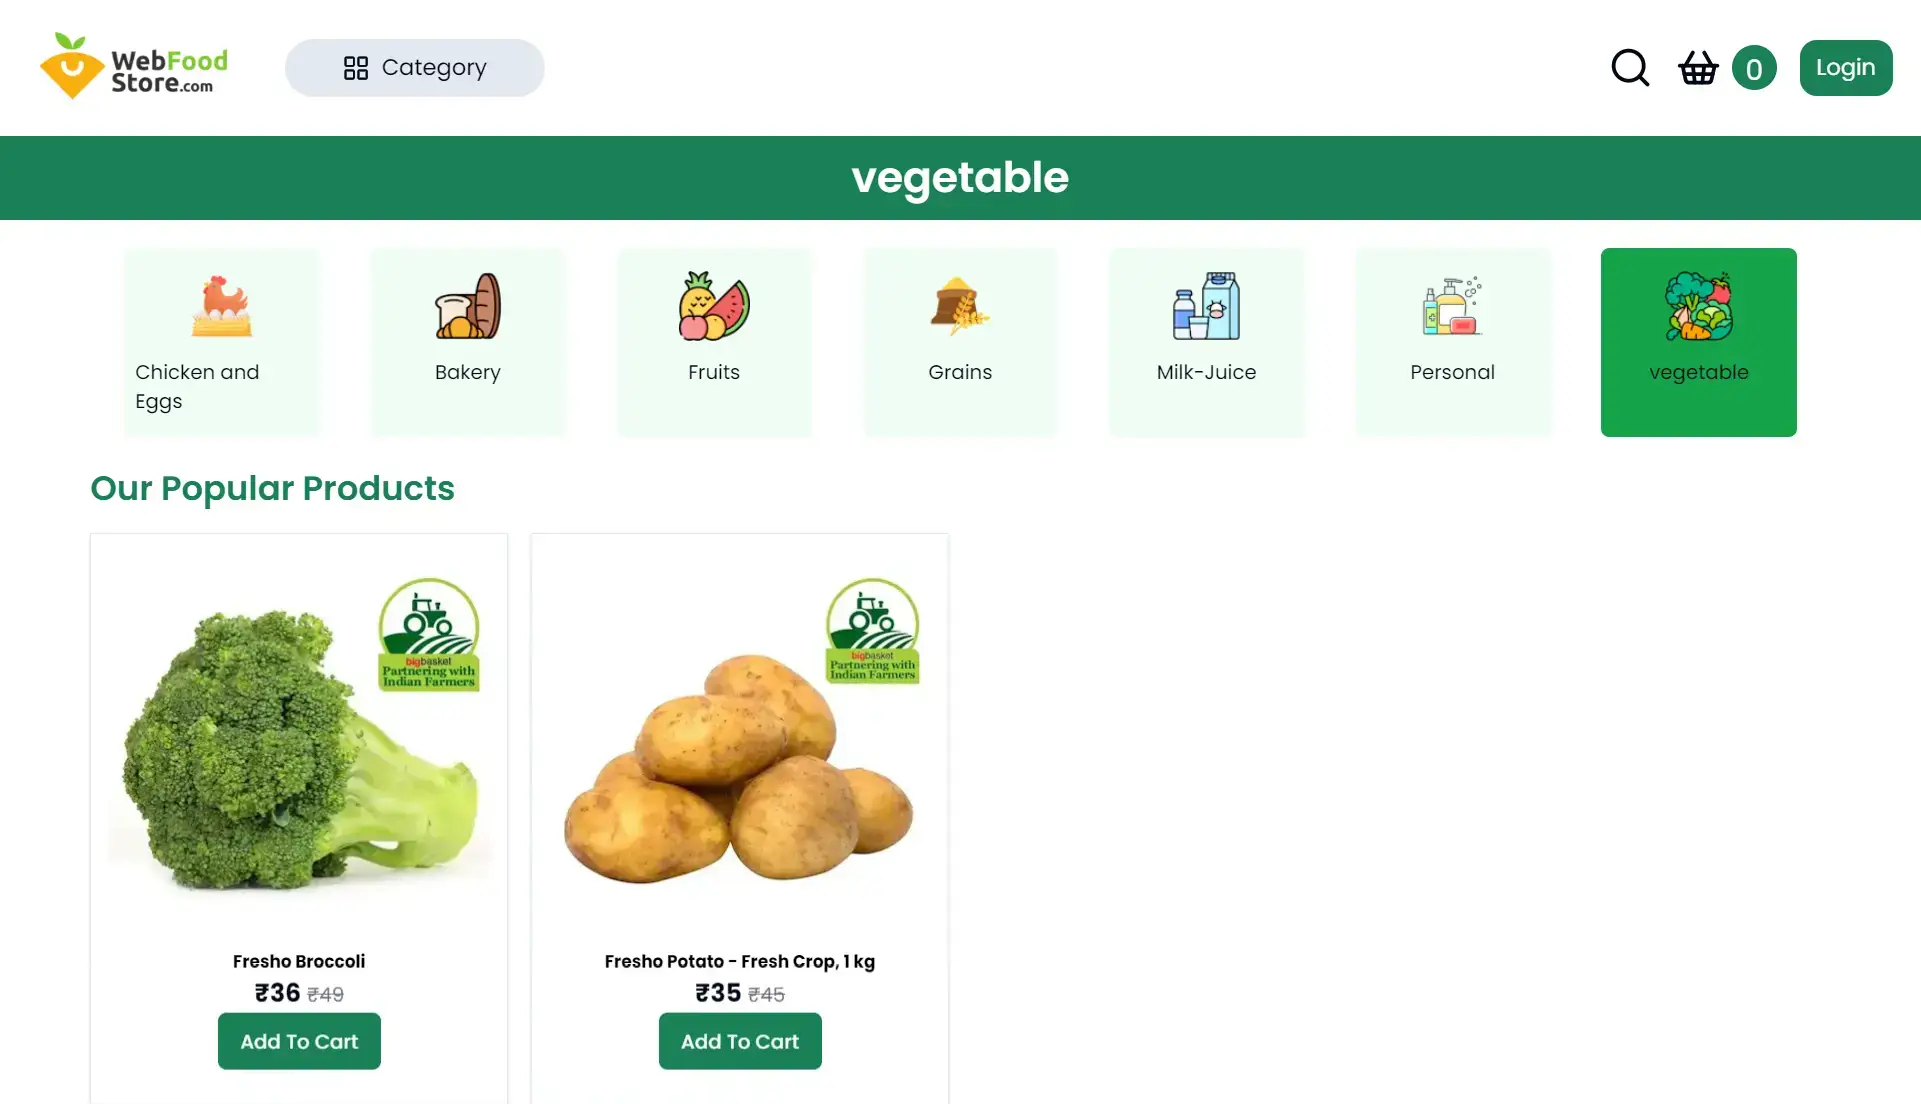 WebFood
Store.com
Category
0
Login
vegetable
Chicken and
Eggs
Bakery
Fruits
Grains
Milk-Juice
Personal
vegetable
Our Popular Products
bigbasket
Partnering with
Indian Farmers
bigbasket
Partnering with
Indian Farmers
Fresho Broccoli
₹36 ₹49
Add To Cart
Fresho Potato - Fresh Crop, 1 kg
₹35 ₹45
Add To Cart